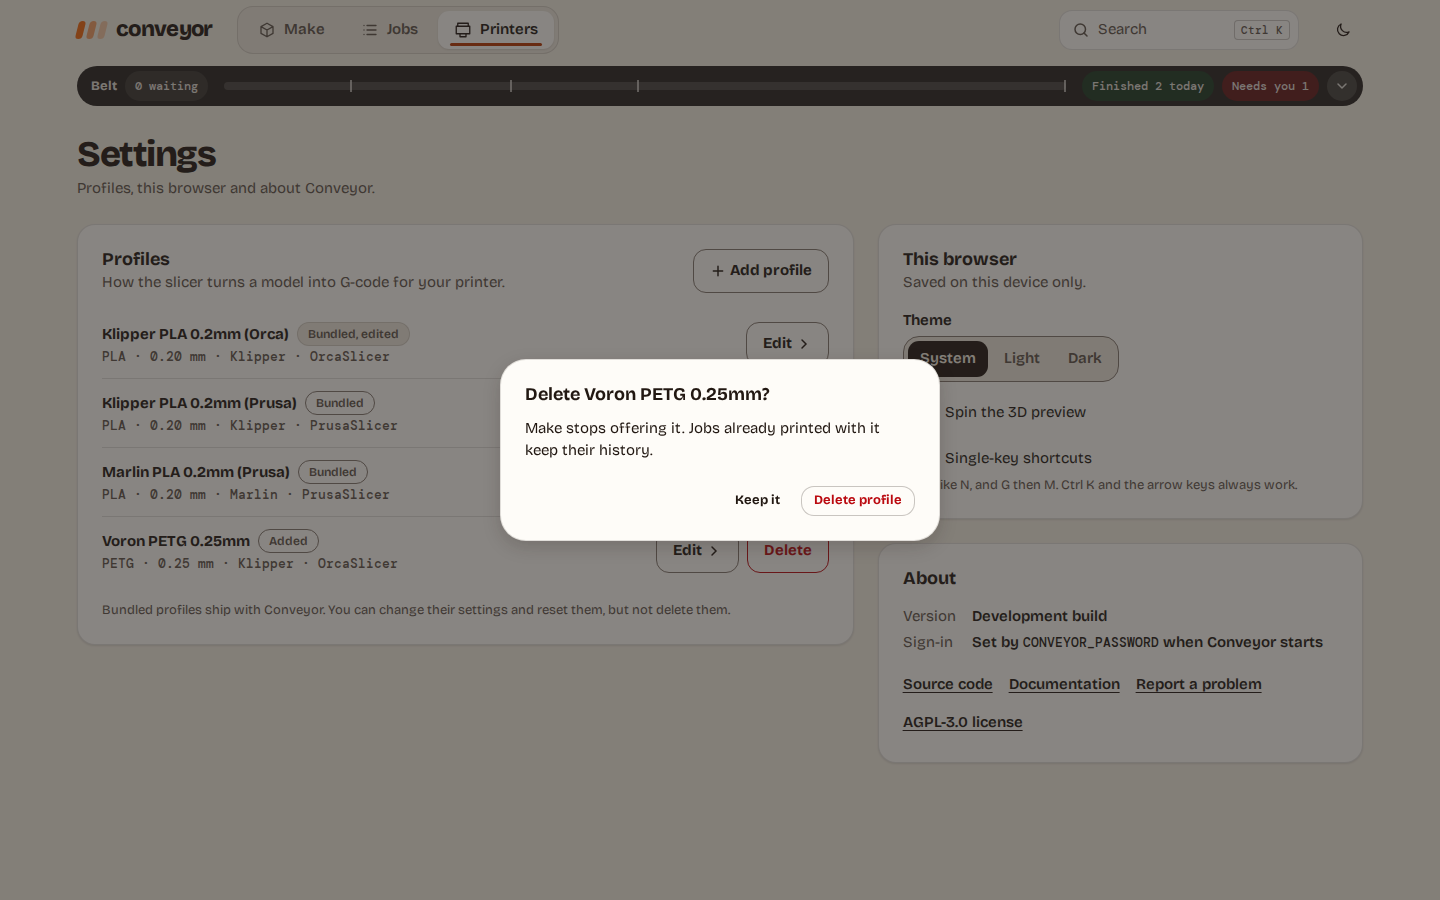 conveyor
Make
Jobs
Printers
Search
Ctrl K
Belt
0 waiting
Finished 2 today
Needs you 1
Settings
Profiles, this browser and about Conveyor.
Profiles
How the slicer turns a model into G-code for your printer.
Add profile
Klipper PLA 0.2mm (Orca)
Bundled, edited
PLA · 0.20 mm · Klipper · OrcaSlicer
Edit
Klipper PLA 0.2mm (Prusa)
Bundled
PLA · 0.20 mm · Klipper · PrusaSlicer
Marlin PLA 0.2mm (Prusa)
Bundled
PLA · 0.20 mm · Marlin · PrusaSlicer
Voron PETG 0.25mm
Added
PETG · 0.25 mm · Klipper · OrcaSlicer
Edit
Delete
Bundled profiles ship with Conveyor. You can change their settings and reset them, but not delete them.
Delete Voron PETG 0.25mm?
Make stops offering it. Jobs already printed with it
keep their history.
Keep it
Delete profile
This browser
Saved on this device only.
Theme
System
Light
Dark
Spin the 3D preview
Single-key shortcuts
N, and G then M. Ctrl K and the arrow keys always work.
About
Version
Development build
Sign-in
Set by CONVEYOR_PASSWORD when Conveyor starts
Source code
Documentation
Report a problem
AGPL-3.0 license